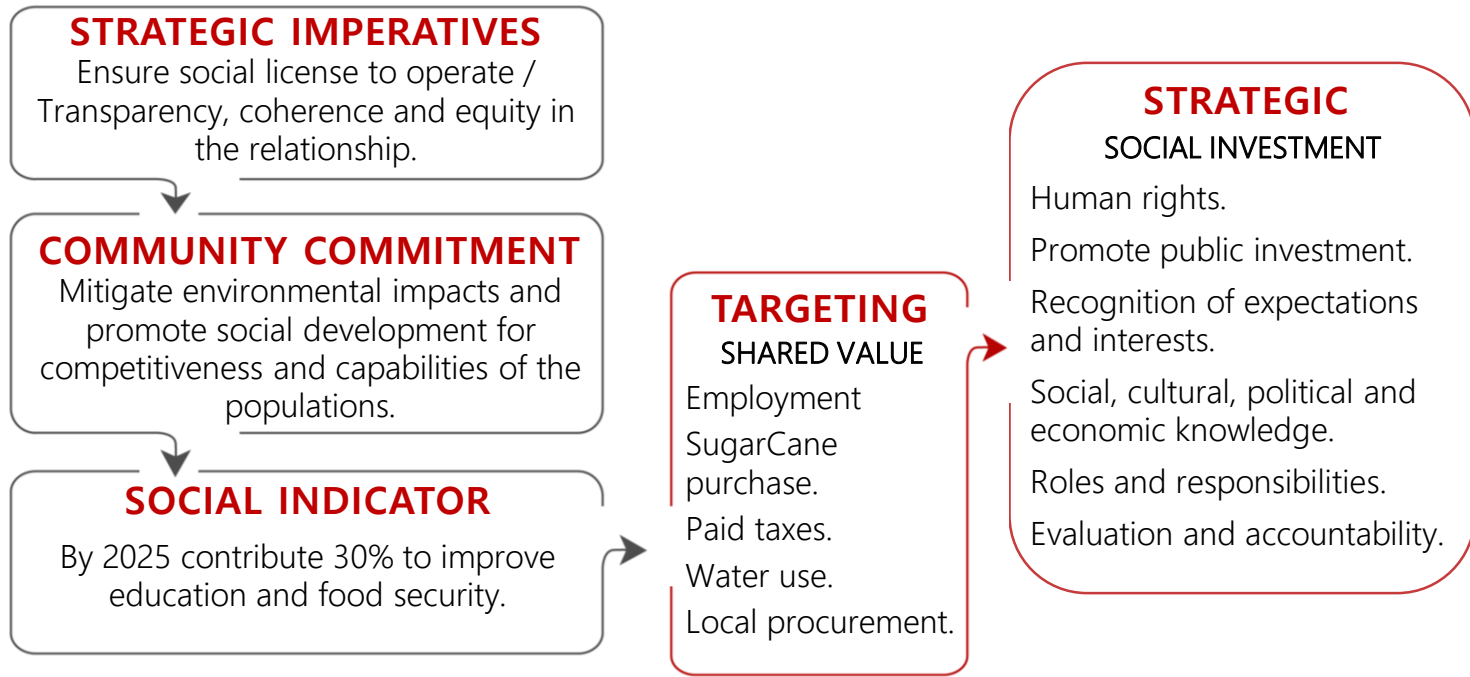 STRATEGIC IMPERATIVES
Ensure social license to operate /
Transparency, coherence and equity in
the relationship.
COMMUNITY COMMITMENT
Mitigate environmental impacts and
promote social development for
competitiveness and capabilities of the
populations.
SOCIAL INDICATOR
By 2025 contribute 30% to improve
education and food security.
TARGETING
SHARED VALUE
Employment
SugarCane
purchase.
Paid taxes.
Water use.
Local procurement.
STRATEGIC
SOCIAL INVESTMENT
Human rights.
Promote public investment.
Recognition of expectations
and interests.
Social, cultural, political and
economic knowledge.
Roles and responsibilities.
Evaluation and accountability.